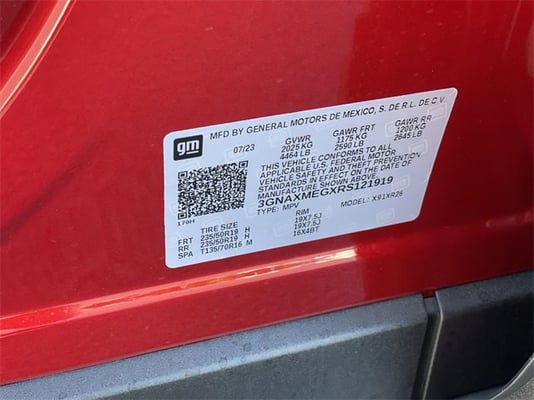 MFD BY GENERAL MOTORS DE MEXICO, S. DE R.L. DE C.V.
gm
07/23 GVWR GAWR FRT GAWR RR
2025 KG 1175 KG 1200 KG
4464 LB 2590 LB 2645 LB
THIS VEHICLE CONFORMS TO ALL
APPLICABLE U.S. FEDERAL MOTOR
VEHICLE SAFETY AND THEFT PREVENTION
STANDARDS IN EFFECT ON THE DATE OF
MANUFACTURE SHOWN ABOVE.
3GNAXMEGXRS121919
TYPE: MPV MODEL: X91XR26
170H
TIRE SIZE RIM
FRT 235/50R19 H 19X7.5J
RR 235/50R19 H 19X7.5J
SPA T135/70R16 M 16X4BT